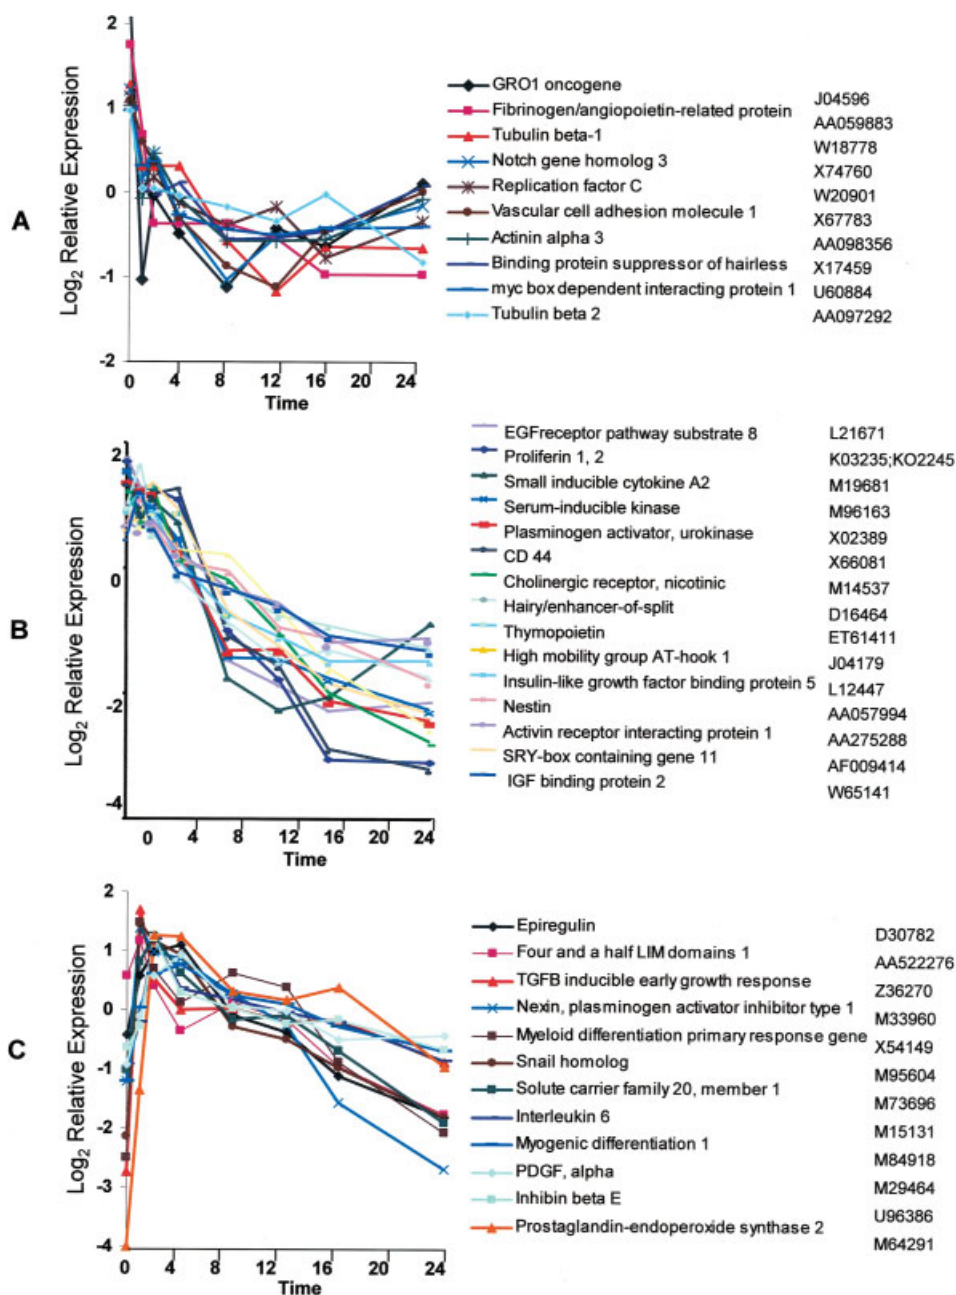 A
Log2 Relative Expression
2
1
0
-1
-2
0 4 8 12 16 20 24
Time
GRO1 oncogene
Fibrinogen/angiopoietin-related protein
Tubulin beta-1
Notch gene homolog 3
Replication factor C
Vascular cell adhesion molecule 1
Actinin alpha 3
Binding protein suppressor of hairless
myc box dependent interacting protein 1
Tubulin beta 2
J04596
AA059883
W18778
X74760
W20901
X67783
AA098356
X17459
U60884
AA097292
B
Log2 Relative Expression
2
0
-2
-4
0 4 8 12 16 20 24
Time
EGFreceptor pathway substrate 8
Proliferin 1, 2
Small inducible cytokine A2
Serum-inducible kinase
Plasminogen activator, urokinase
CD 44
Cholinergic receptor, nicotinic
Hairy/enhancer-of-split
Thymopoietin
High mobility group AT-hook 1
Insulin-like growth factor binding protein 5
Nestin
Activin receptor interacting protein 1
SRY-box containing gene 11
IGF binding protein 2
L21671
K03235;KO2245
M19681
M96163
X02389
X66081
M14537
D16464
ET61411
J04179
L12447
AA057994
AA275288
AF009414
W65141
C
Log2 Relative Expression
2
1
0
-1
-2
-3
-4
0 4 8 12 16 20 24
Time
Epiregulin
Four and a half LIM domains 1
TGFB inducible early growth response
Nexin, plasminogen activator inhibitor type 1
Myeloid differentiation primary response gene
Snail homolog
Solute carrier family 20, member 1
Interleukin 6
Myogenic differentiation 1
PDGF, alpha
Inhibin beta E
Prostaglandin-endoperoxide synthase 2
D30782
AA522276
Z36270
M33960
X54149
M95604
M73696
M15131
M84918
M29464
U96386
M64291